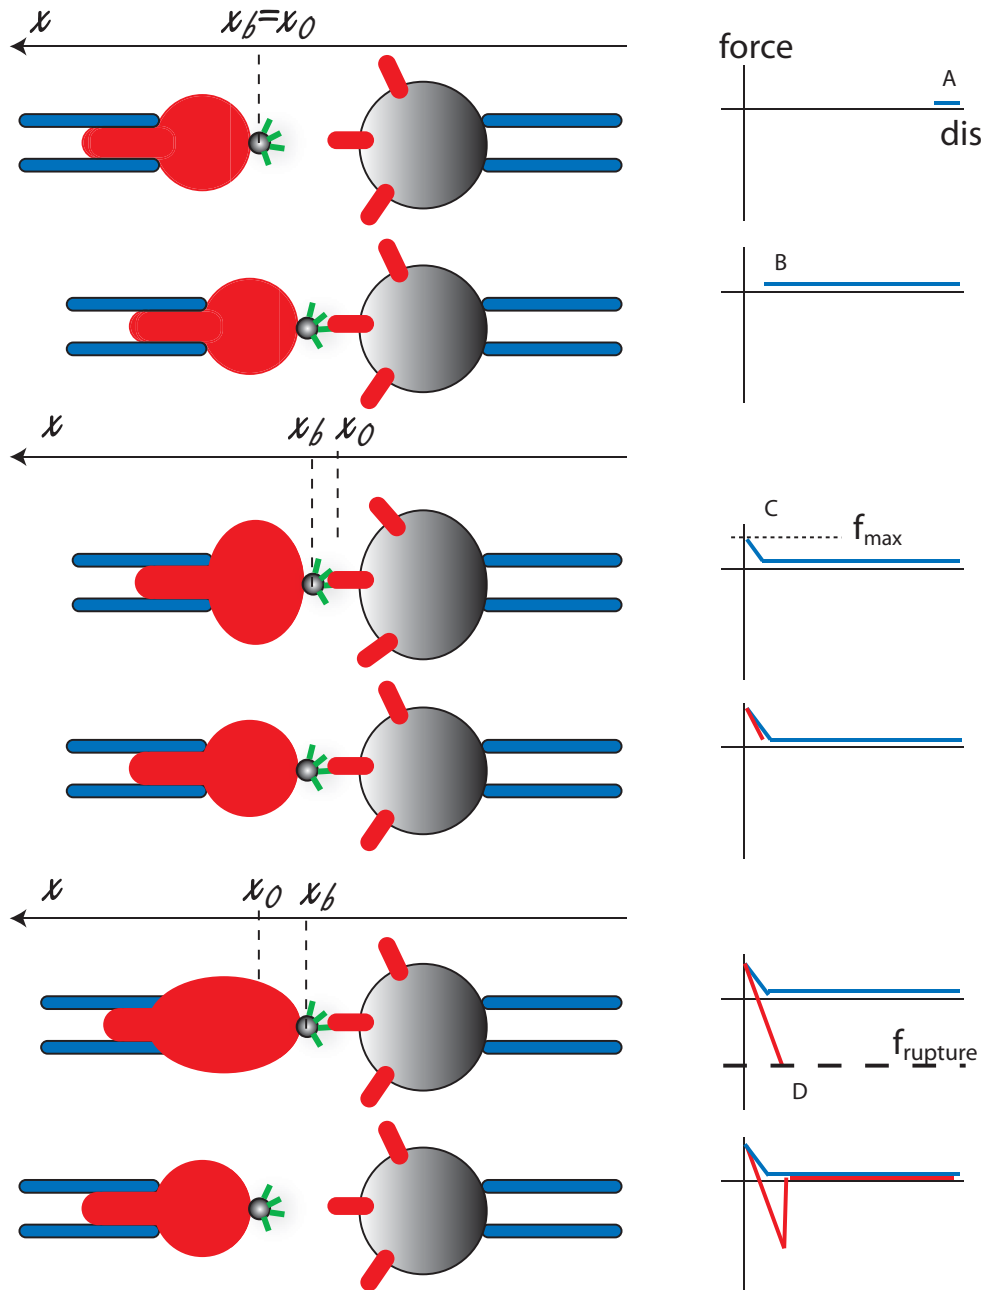 x x_b=x_0
force
A
dis
B
x x_b x_0
C
f_max
x x_0 x_b
f_rupture
D